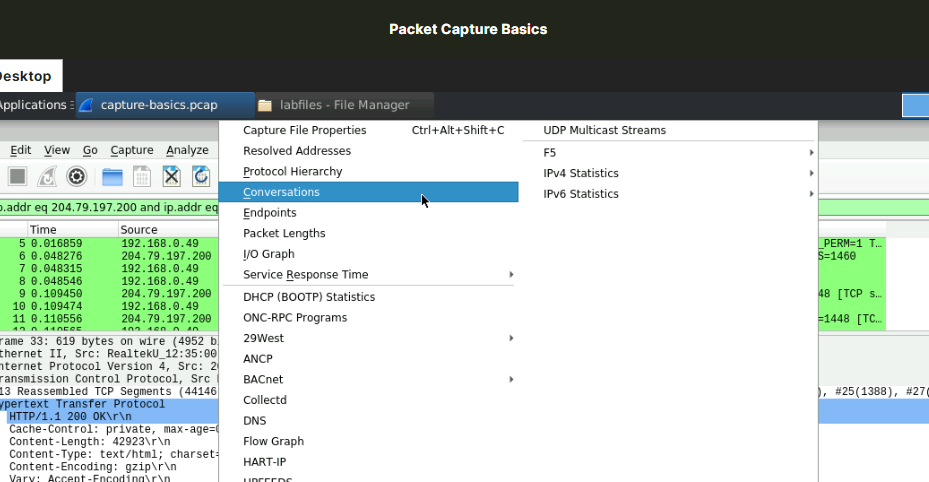 Packet Capture Basics
Desktop
Applications capture-basics.pcap labfiles - File Manager
Edit View Go Capture Analyze
Capture File Properties Ctrl+Alt+Shift+C
Resolved Addresses
Protocol Hierarchy
Conversations
Endpoints
Packet Lengths
I/O Graph
Service Response Time
DHCP (BOOTP) Statistics
ONC-RPC Programs
29West
ANCP
BACnet
Collectd
DNS
Flow Graph
HART-IP
UDP Multicast Streams
F5
IPv4 Statistics
IPv6 Statistics
p.addr eq 204.79.197.200 and ip.addr eq
Time Source
5 0.016859 192.168.0.49 _PERM=1 T…
6 0.048276 204.79.197.200 S=1460
7 0.048315 192.168.0.49
8 0.048546 192.168.0.49
9 0.109450 204.79.197.200 48 [TCP s…
10 0.109474 192.168.0.49
11 0.110556 204.79.197.200 =1448 [TC…
rame 33: 619 bytes on wire (4952 b
thernet II, Src: RealtekU_12:35:00
nternet Protocol Version 4, Src: 20
ransmission Control Protocol, Src
13 Reassembled TCP Segments (44146 ), #25(1388), #27(
ypertext Transfer Protocol
HTTP/1.1 200 OK\r\n
Cache-Control: private, max-age=0
Content-Length: 42923\r\n
Content-Type: text/html; charset=
Content-Encoding: gzip\r\n
Vary: Accept-Encoding\r\n